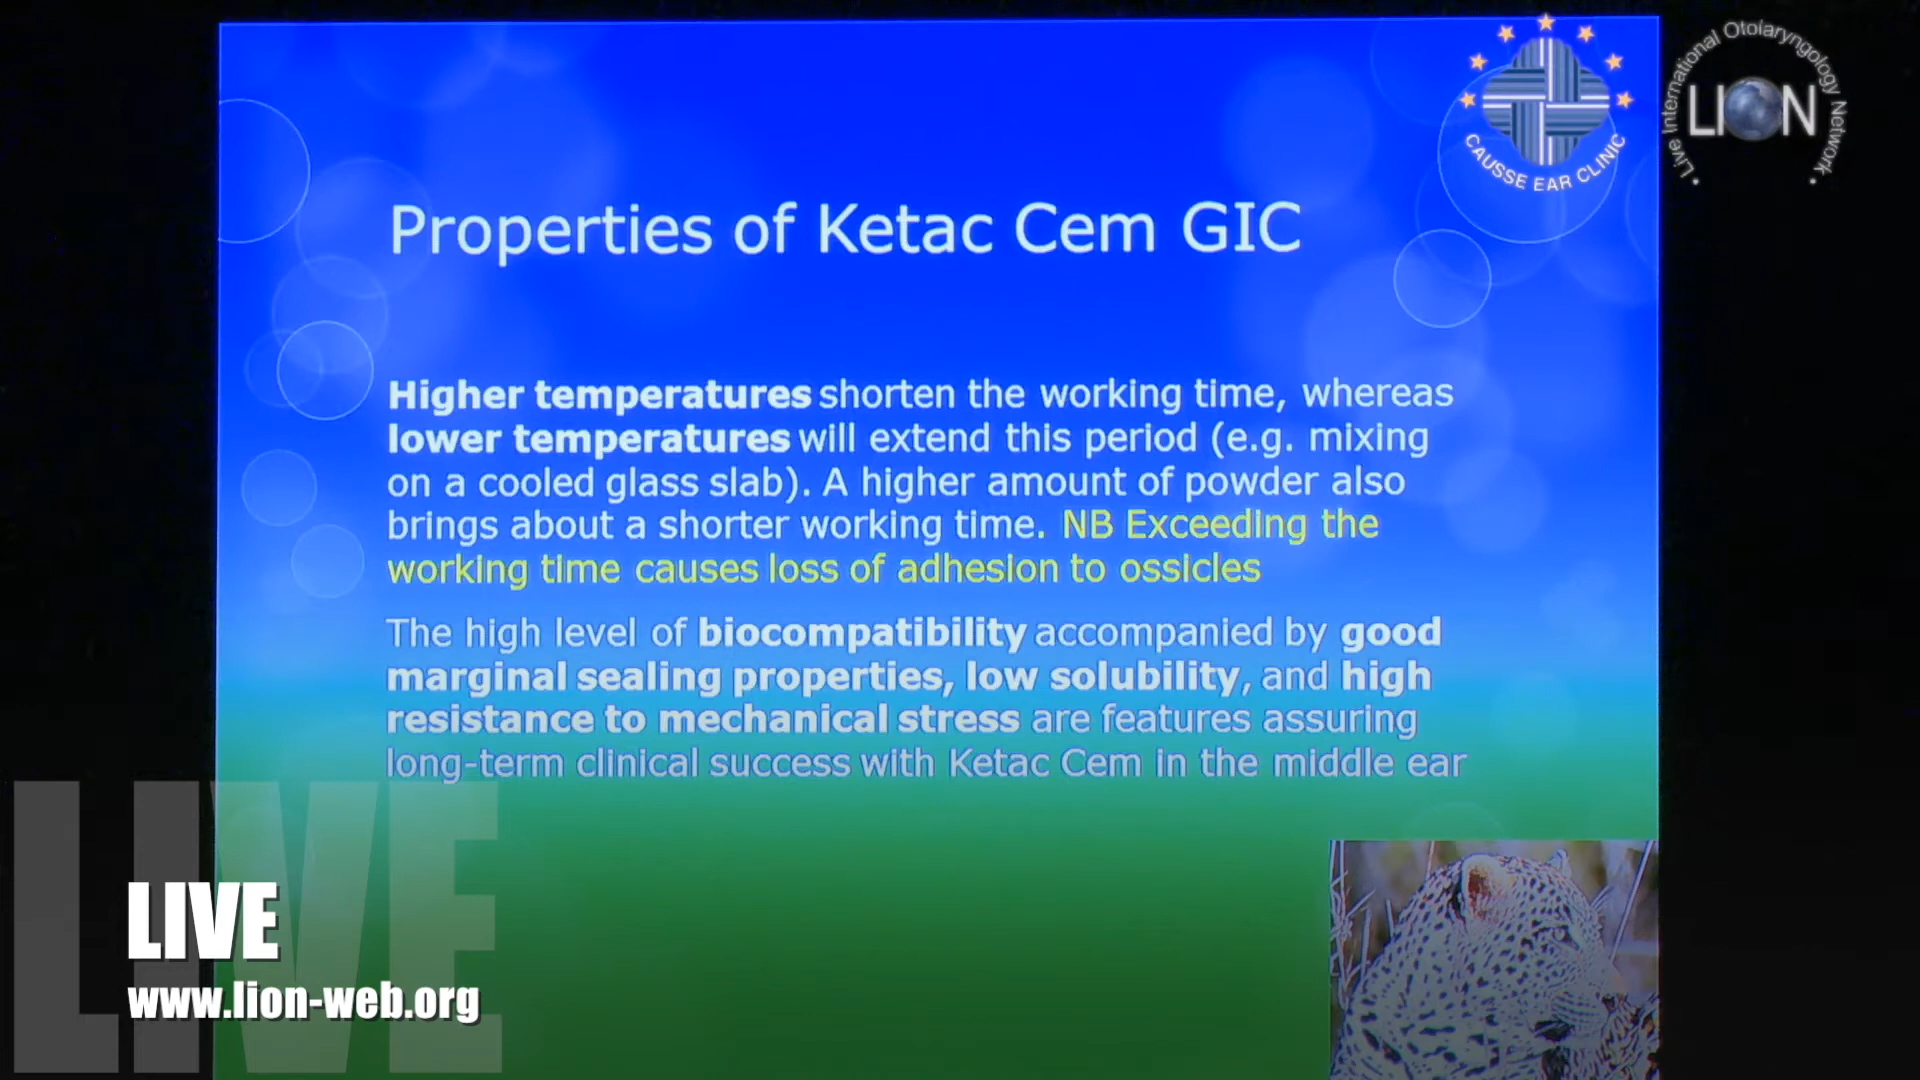 Properties of Ketac Cem GIC
Higher temperatures shorten the working time, whereas
lower temperatures will extend this period (e.g. mixing
on a cooled glass slab). A higher amount of powder also
brings about a shorter working time. NB Exceeding the
working time causes loss of adhesion to ossicles
The high level of biocompatibility accompanied by good
marginal sealing properties, low solubility, and high
resistance to mechanical stress are features assuring
long-term clinical success with Ketac Cem in the middle ear
CAUSSE EAR CLINIC
• Live International Otolaryngology Network •
LION
LIVE
LIVE
www.lion-web.org